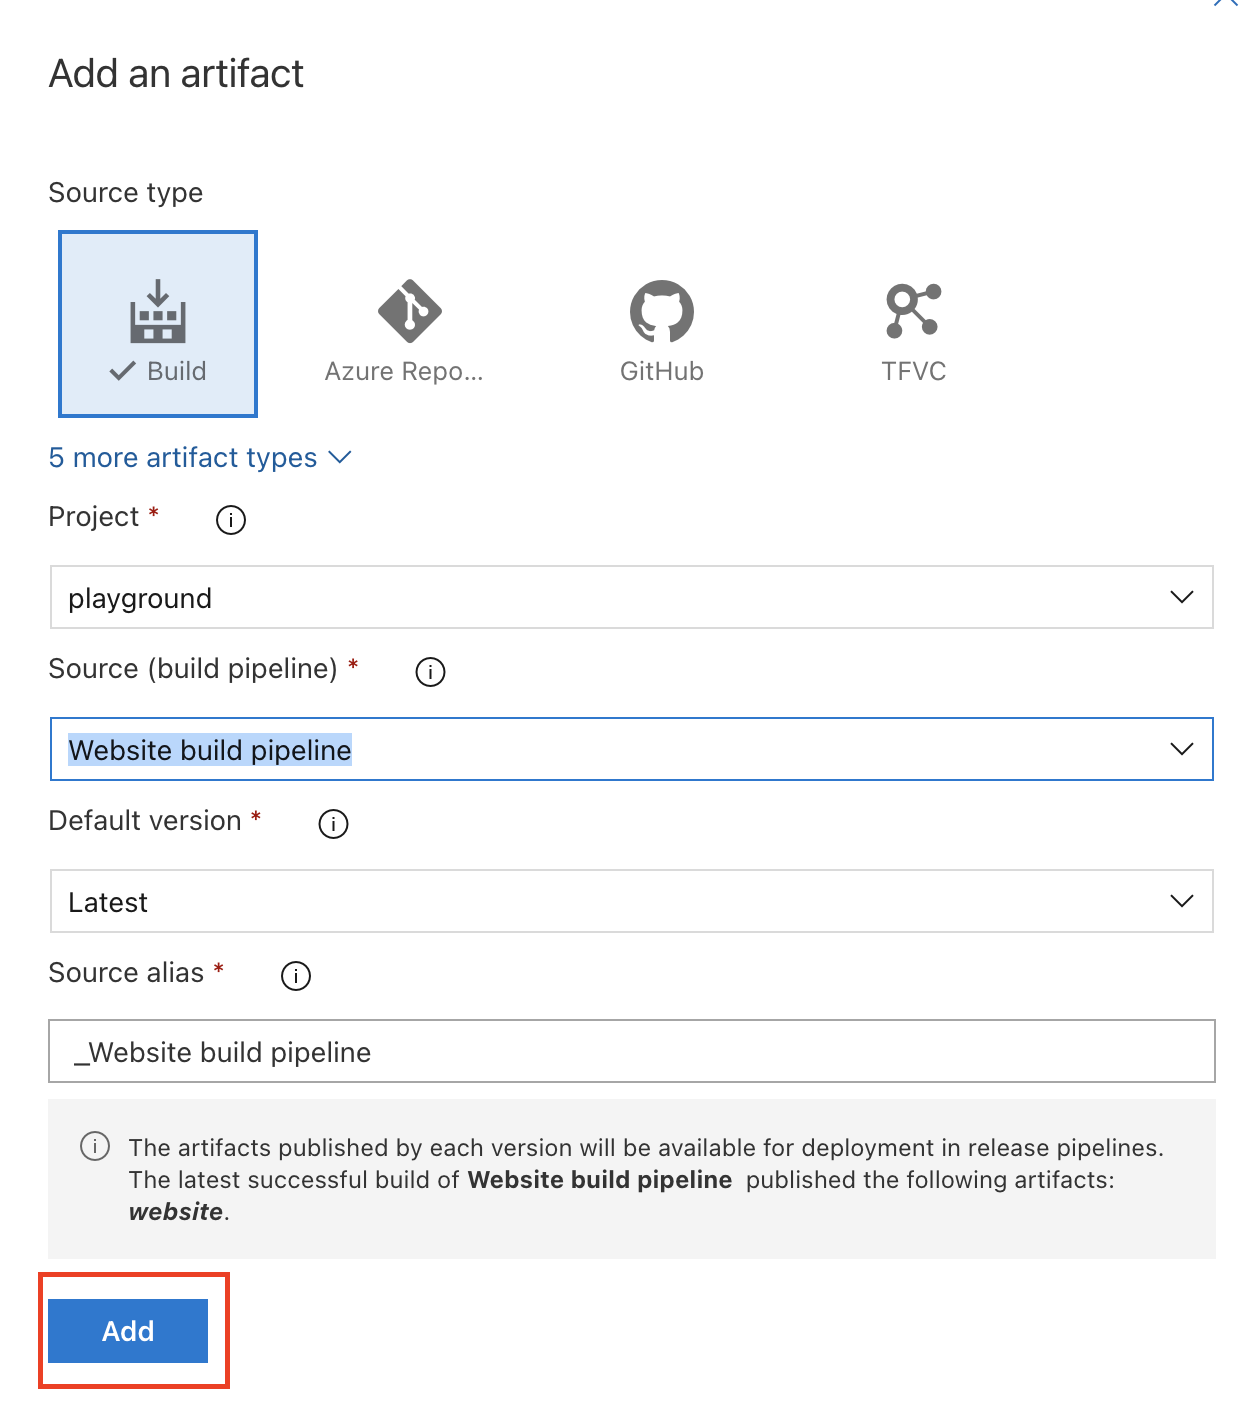 Add an artifact
Source type
Build
Azure Repo...
GitHub
TFVC
5 more artifact types
Project *
playground
Source (build pipeline) *
Website build pipeline
Default version *
Latest
Source alias *
_Website build pipeline
The artifacts published by each version will be available for deployment in release pipelines.
The latest successful build of Website build pipeline published the following artifacts:
website.
Add